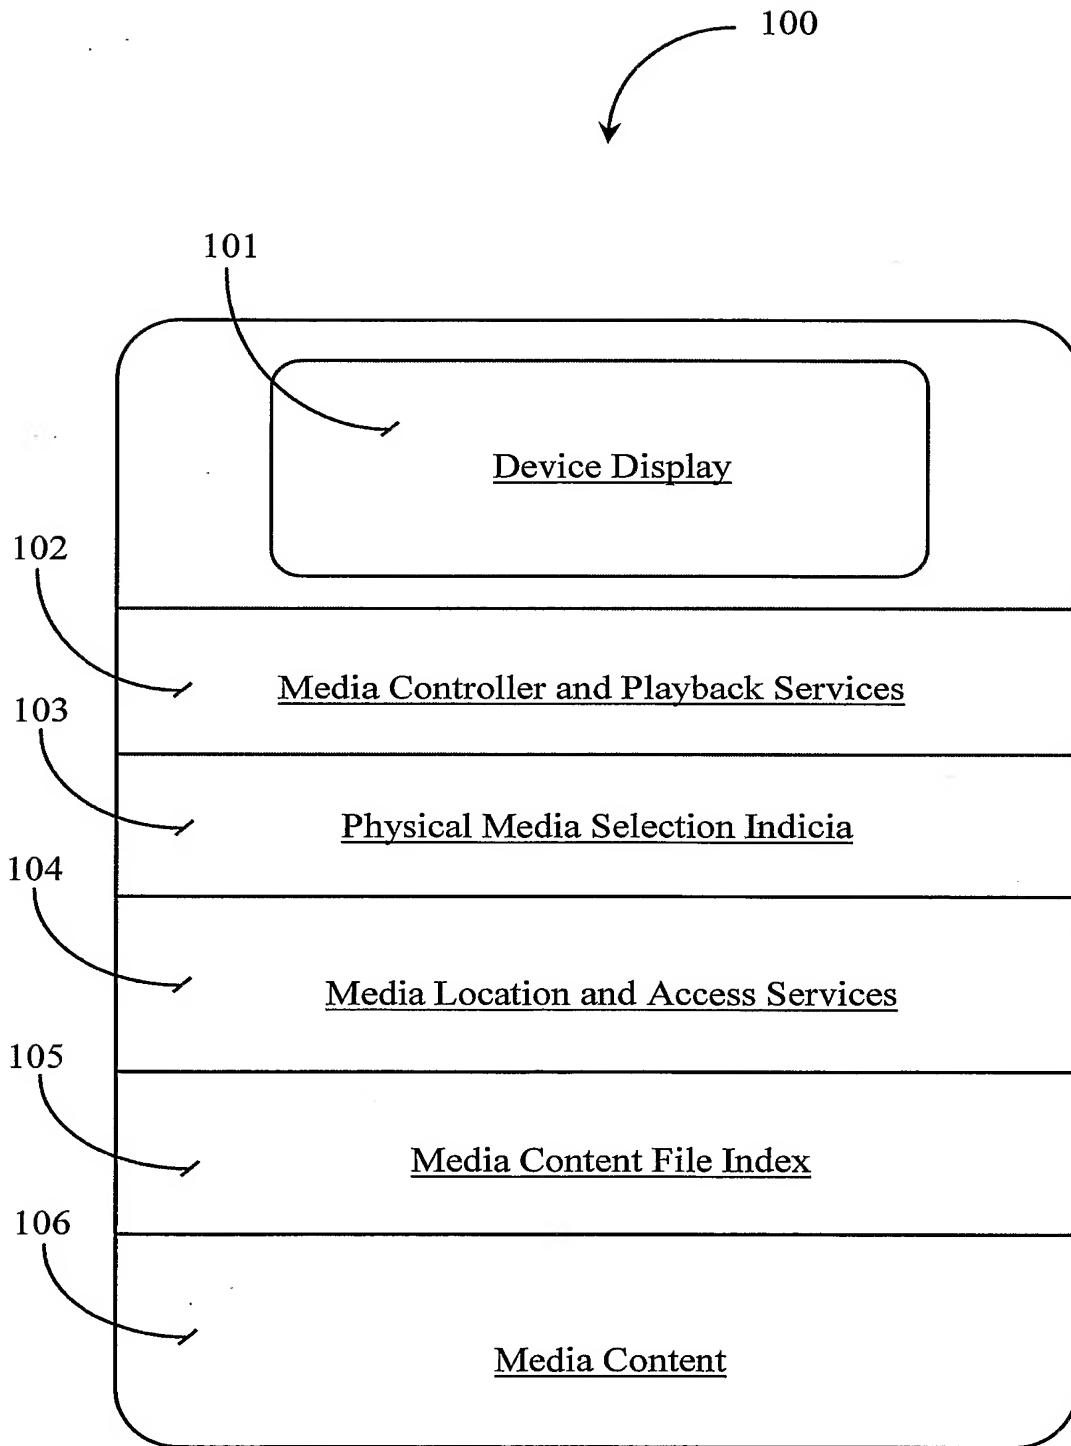 100
101
Device Display
102
Media Controller and Playback Services
103
Physical Media Selection Indicia
104
Media Location and Access Services
105
Media Content File Index
106
Media Content